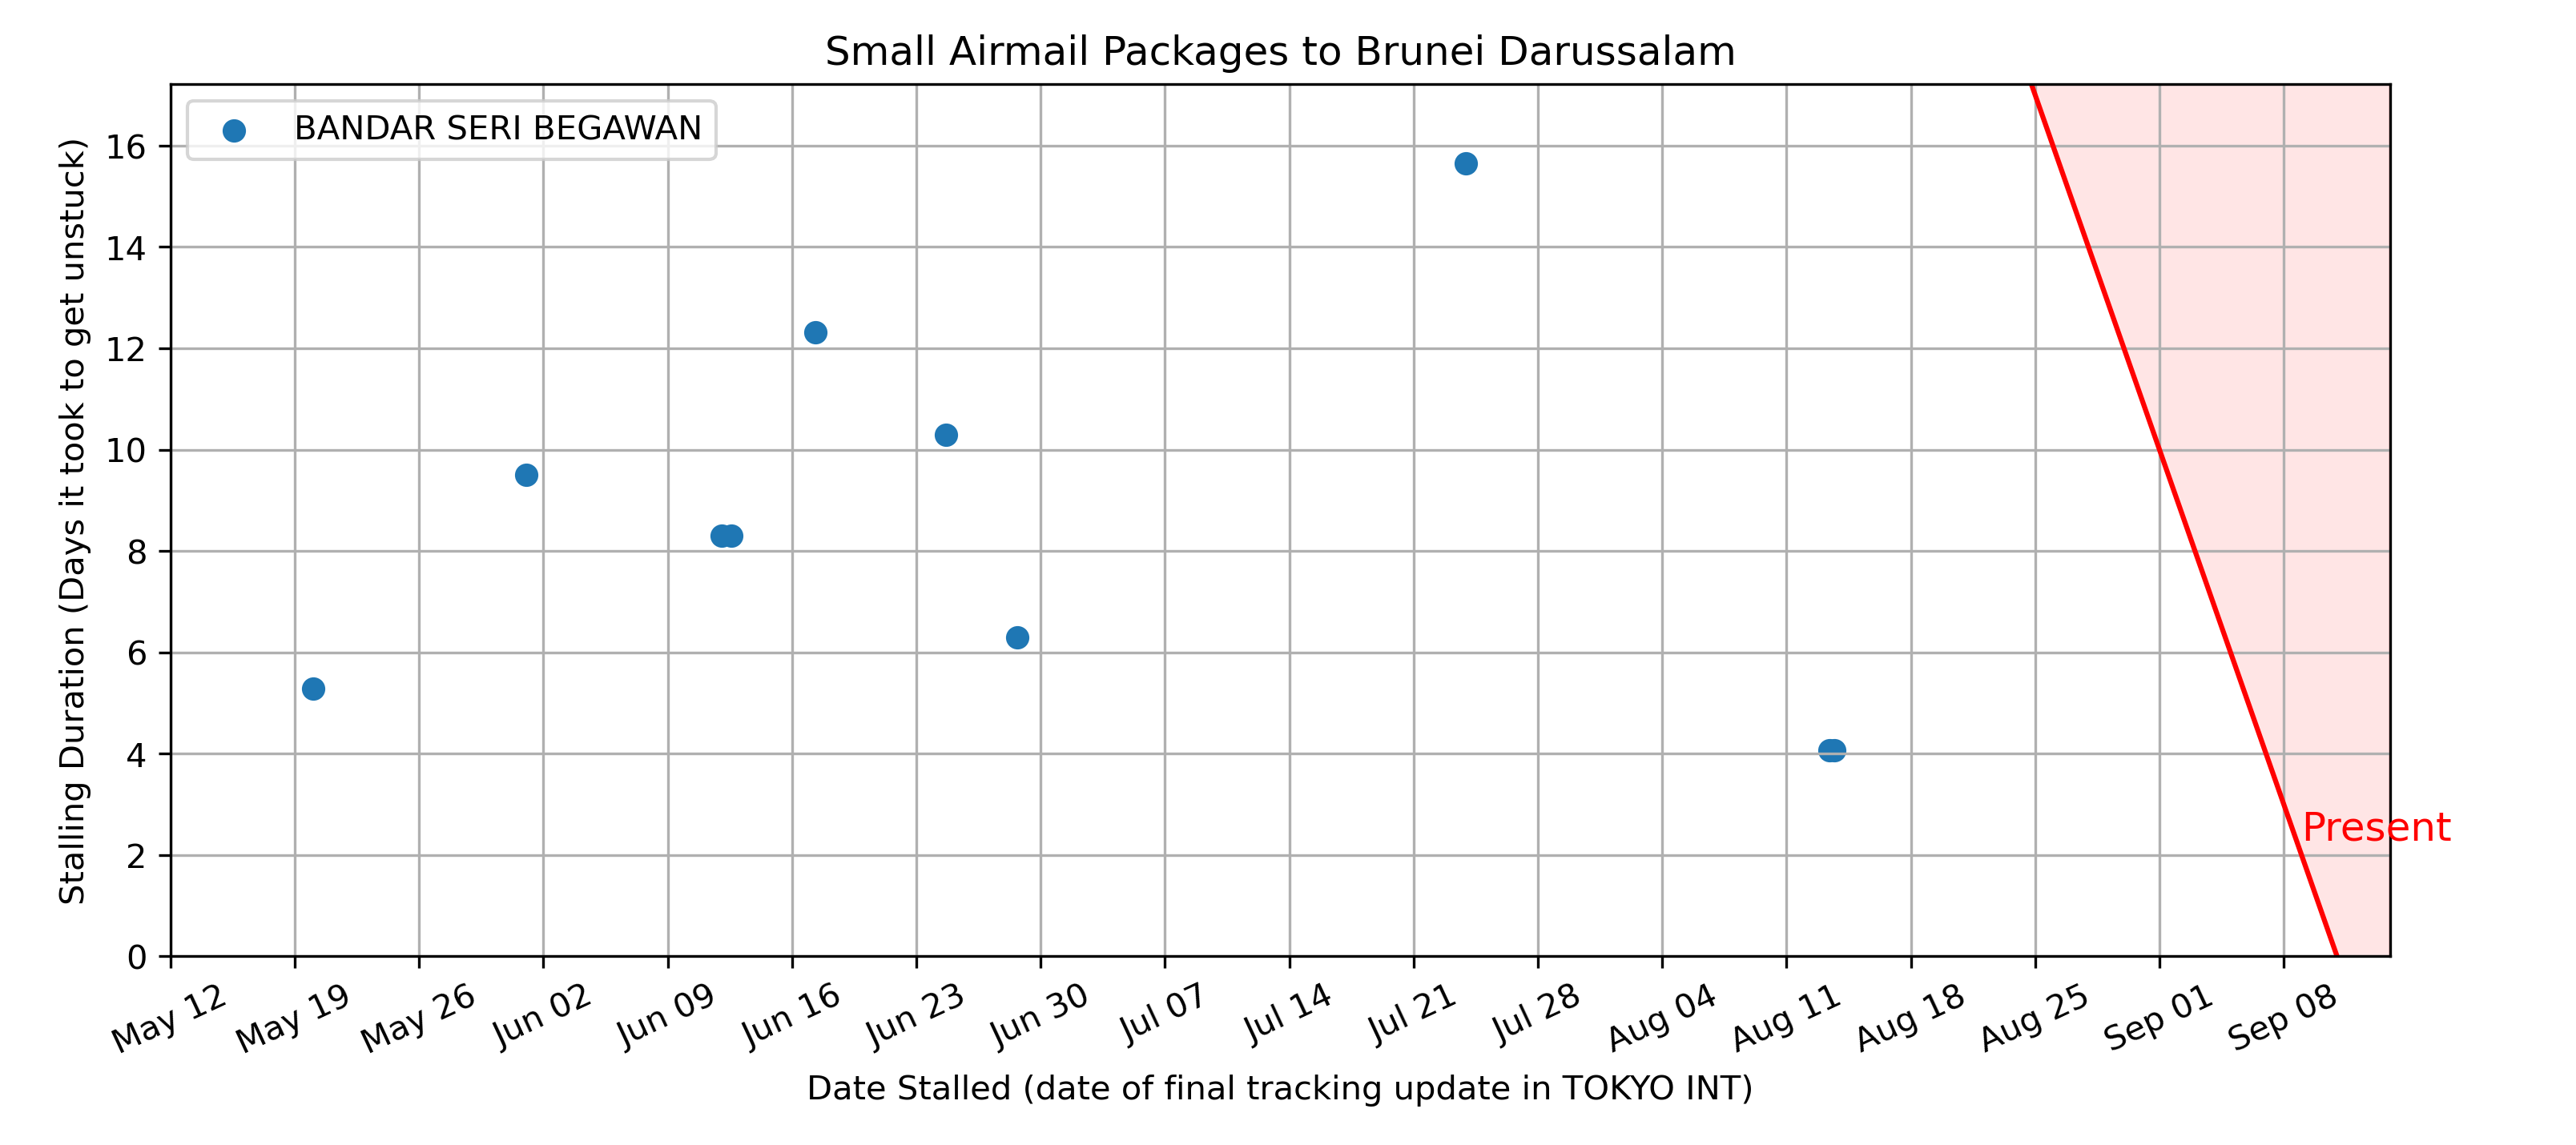 Small Airmail Packages to Brunei Darussalam
BANDAR SERI BEGAWAN
Stalling Duration (Days it took to get unstuck)
16
14
12
10
8
6
4
2
0
Present
May 12
May 19
May 26
Jun 02
Jun 09
Jun 16
Jun 23
Jun 30
Jul 07
Jul 14
Jul 21
Jul 28
Aug 04
Aug 11
Aug 18
Aug 25
Sep 01
Sep 08
Date Stalled (date of final tracking update in TOKYO INT)